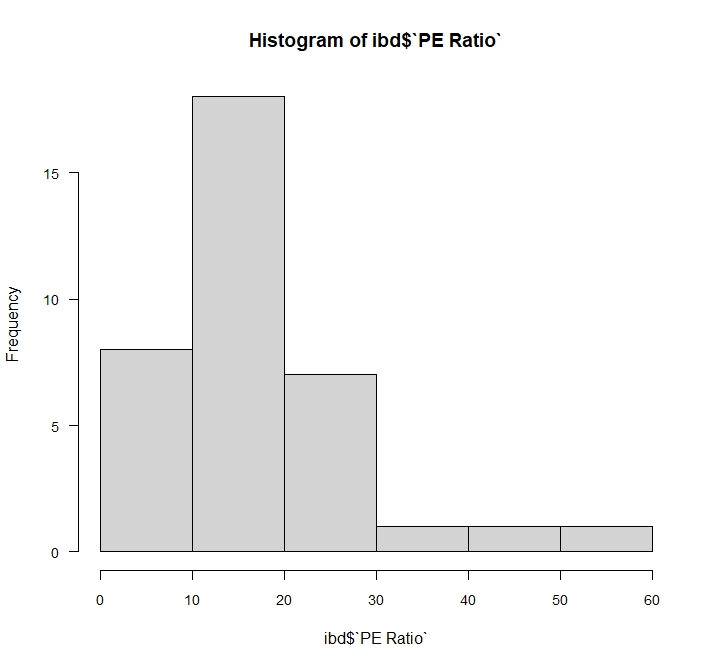 Histogram of ibd$`PE Ratio`
15
10
5
0
Frequency
0 10 20 30 40 50 60
ibd$`PE Ratio`